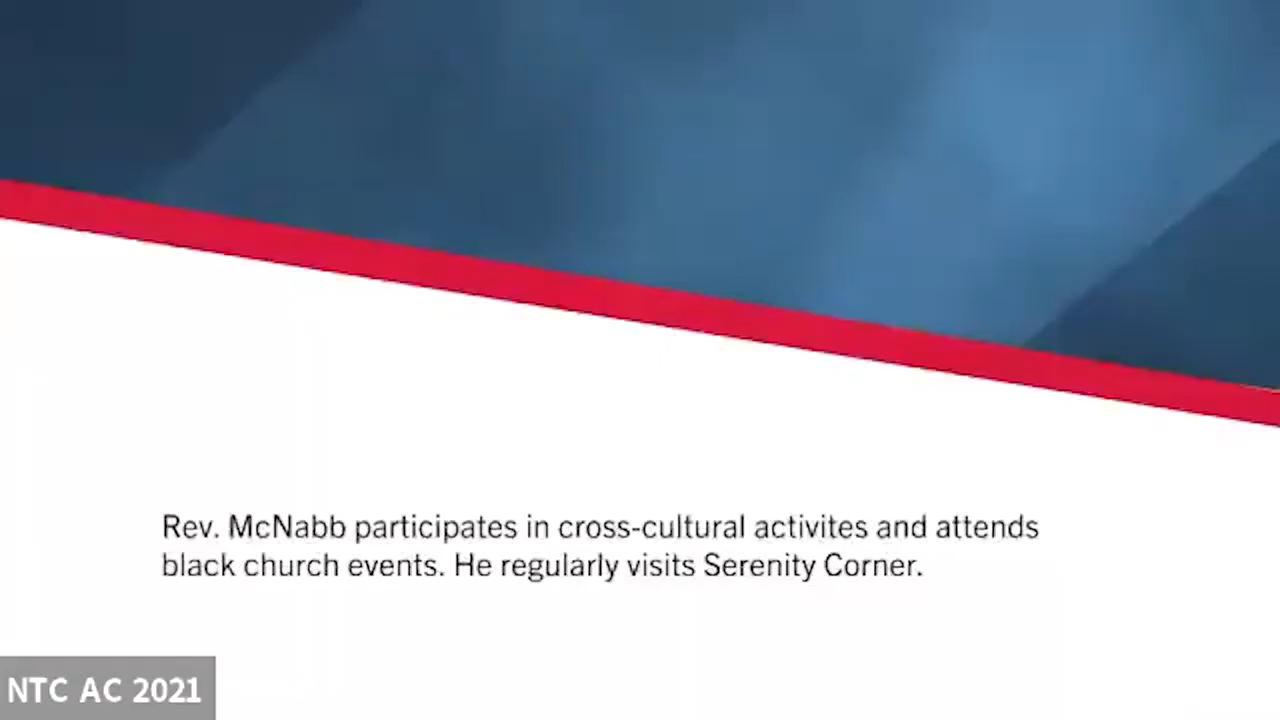 Rev. McNabb participates in cross-cultural activites and attends
black church events. He regularly visits Serenity Corner.
NTC AC 2021